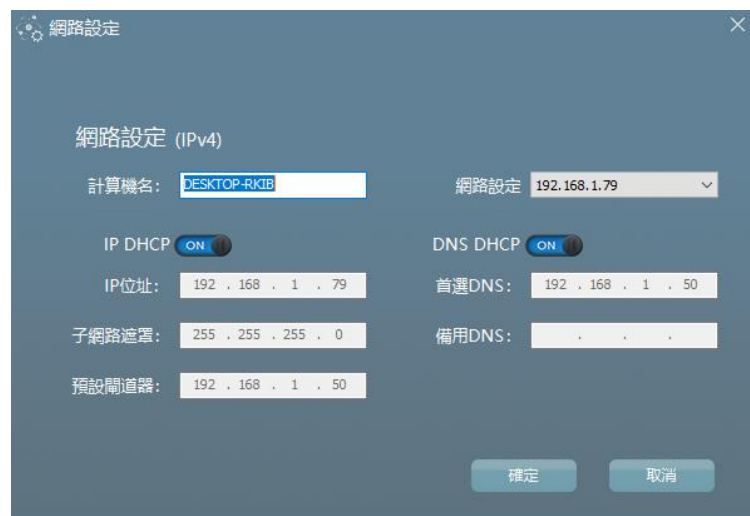 網路設定
網路設定 (IPv4)
計算機名: DESKTOP-RKIB 網路設定 192.168.1.79
IP DHCP ON DNS DHCP ON
IP位址: 192 . 168 . 1 . 79 首選DNS: 192 . 168 . 1 . 50
子網路遮罩: 255 . 255 . 255 . 0 備用DNS: . . .
預設閘道器: 192 . 168 . 1 . 50
確定 取消